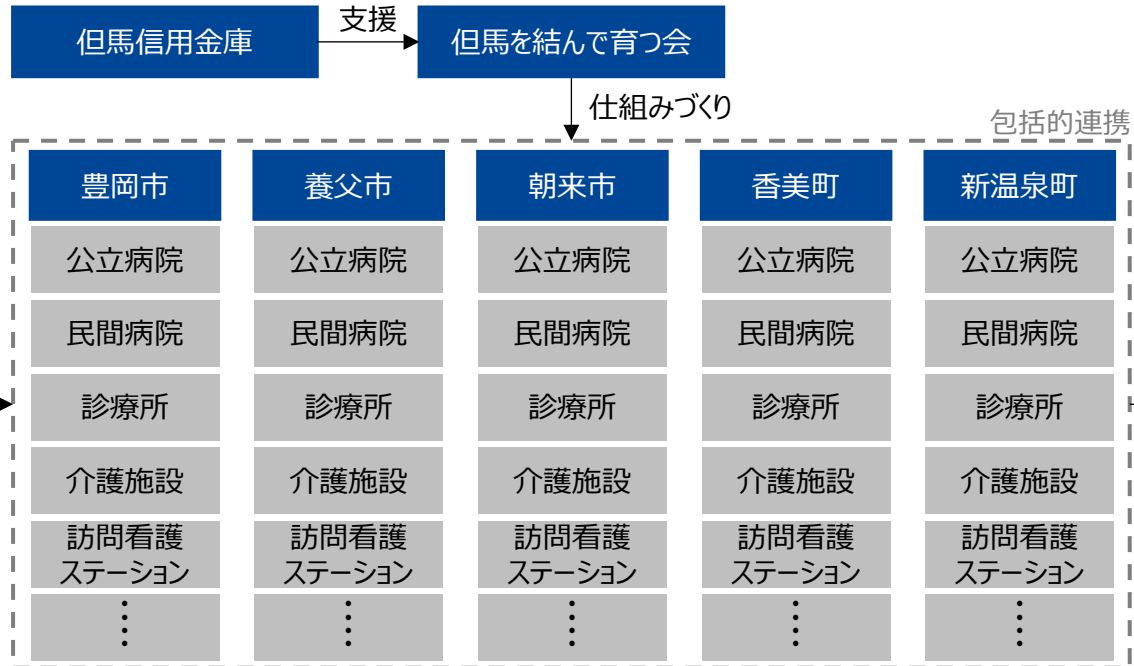 但馬信用金庫
支援
但馬を結んで育つ会
仕組みづくり
包括的連携
豊岡市
養父市
朝来市
香美町
新温泉町
公立病院
公立病院
公立病院
公立病院
公立病院
民間病院
民間病院
民間病院
民間病院
民間病院
診療所
診療所
診療所
診療所
診療所
介護施設
介護施設
介護施設
介護施設
介護施設
訪問看護
ステーション
訪問看護
ステーション
訪問看護
ステーション
訪問看護
ステーション
訪問看護
ステーション